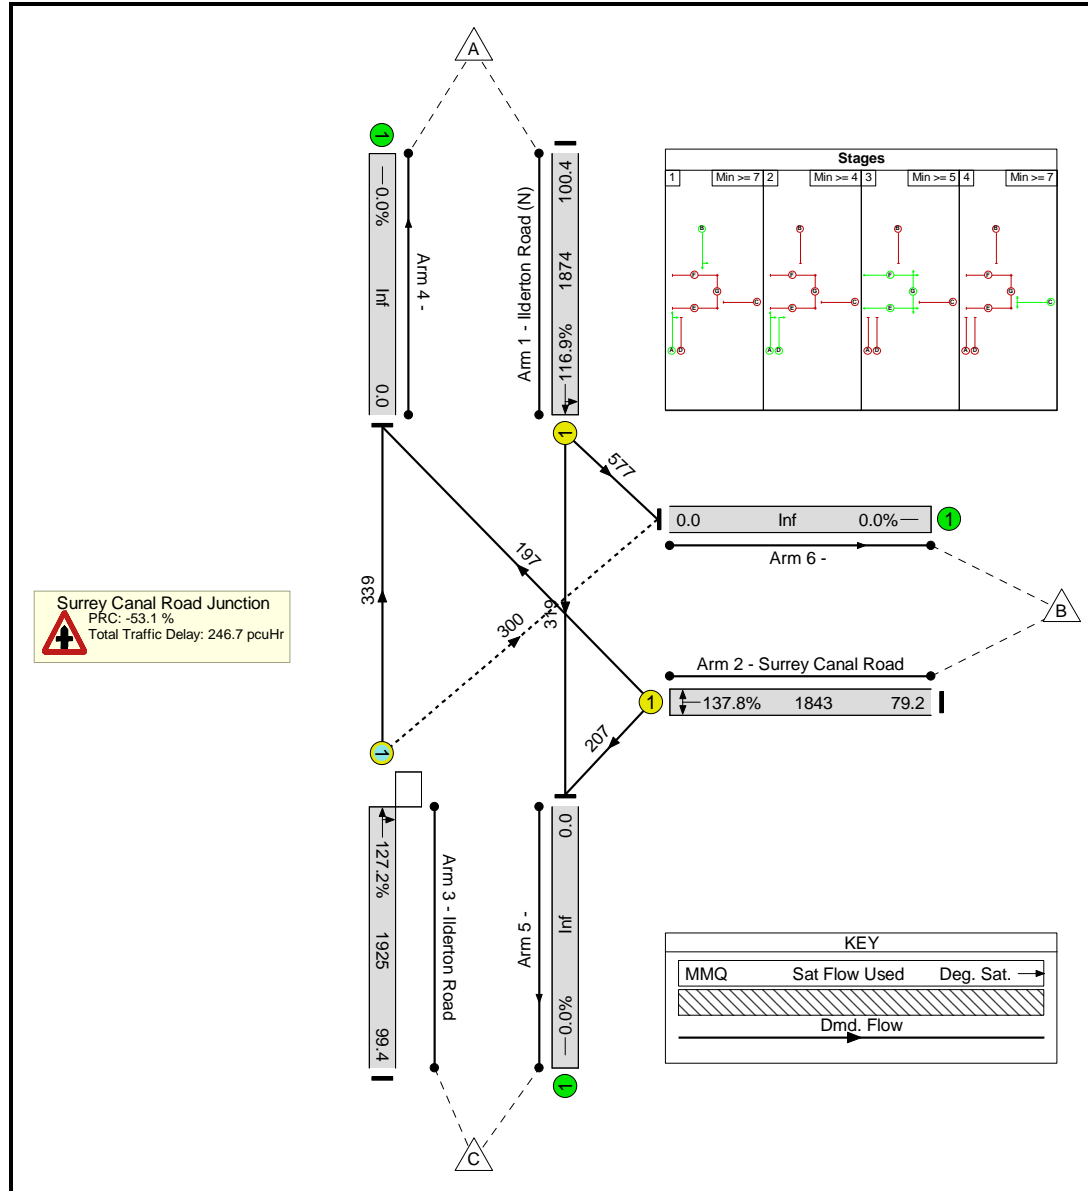 A
1
0.0%
Inf
0.0
Arm 4 -
Arm 1 - Ilderton Road (N)
100.4
1874
116.9%
1
Stages
1 Min >= 7 2 Min >= 4 3 Min >= 5 4 Min >= 7
B B B B
F F F F
G G G G
C C C C
E E E E
A D A D A D A D
577
0.0 Inf 0.0% 1
Arm 6 -
B
197
339
319
300
Surrey Canal Road Junction
PRC: -53.1 %
Total Traffic Delay: 246.7 pcuHr
Arm 2 - Surrey Canal Road
1 137.8% 1843 79.2
207
1
127.2%
1925
99.4
Arm 3 - Ilderton Road
Arm 5 -
0.0
Inf
0.0%
1
KEY
MMQ Sat Flow Used Deg. Sat.
Dmd. Flow
C